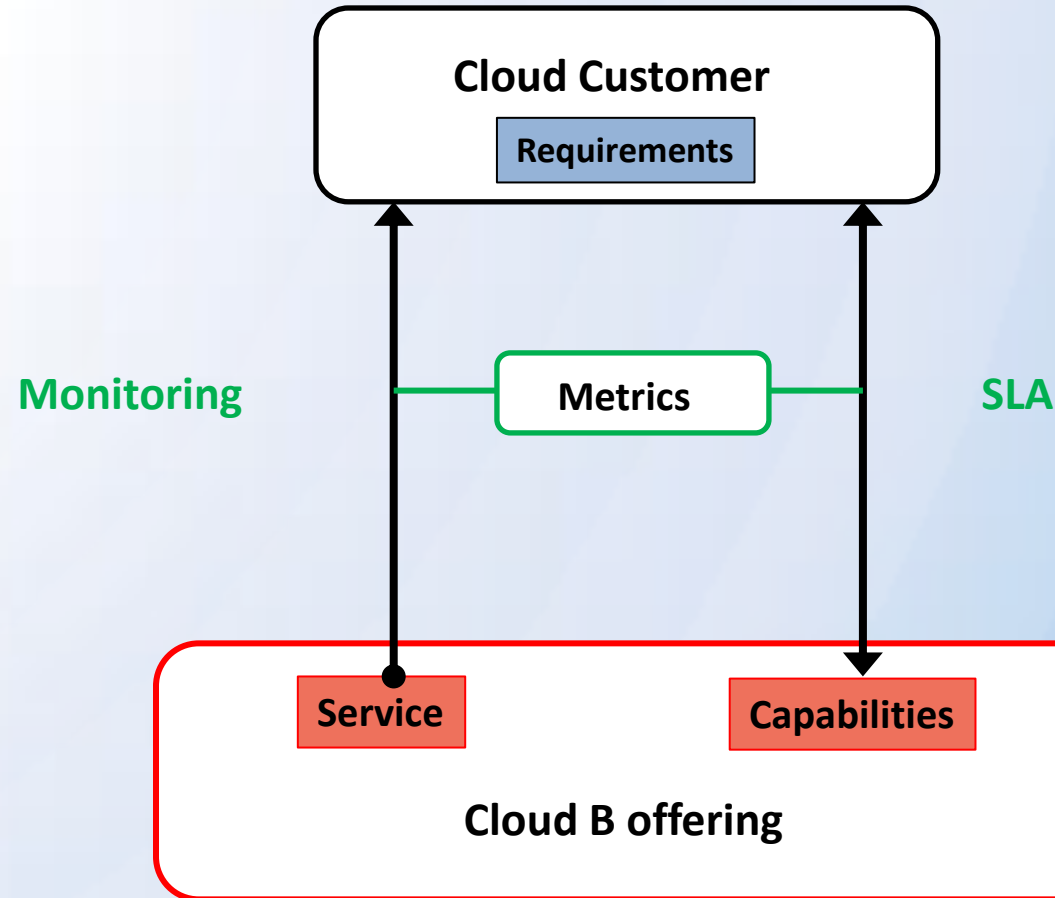 Cloud Customer
Requirements
Monitoring
Metrics
SLA
Service
Capabilities
Cloud B offering